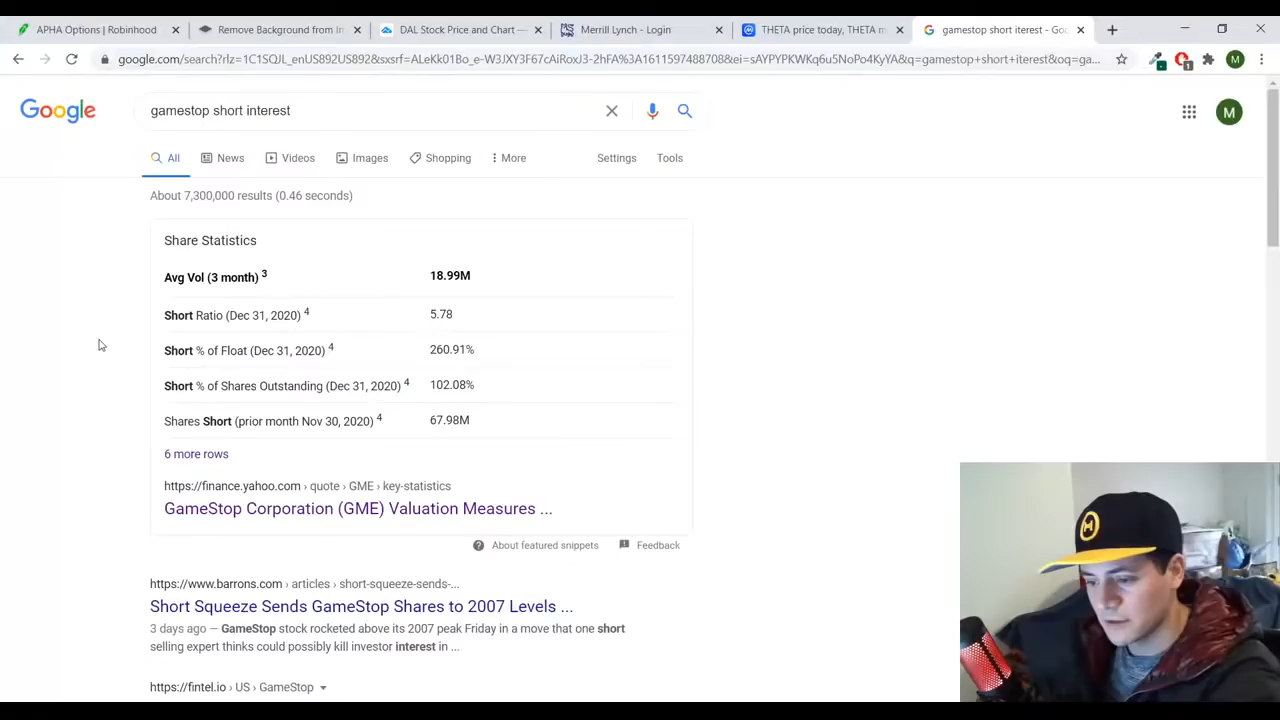 APHA Options | Robinhood
Remove Background from In
DAL Stock Price and Chart —
Merrill Lynch - Login
THETA price today, THETA m
gamestop short iterest - Goo
google.com/search?rlz=1C1SQJL_enUS892US892&sxsrf=ALeKk01Bo_eW3JXY3F67cAiRoxJ3-2hFA%3A1611597488708&ei=sAYPYPKWKq6u5NoPo4KyYA&q=gamestop+short+iterest&oq=ga...
M
Google
gamestop short interest
M
All
News
Videos
Images
Shopping
More
Settings
Tools
About 7,300,000 results (0.46 seconds)
Share Statistics
Avg Vol (3 month) 3 18.99M
Short Ratio (Dec 31, 2020) 4 5.78
Short % of Float (Dec 31, 2020) 4 260.91%
Short % of Shares Outstanding (Dec 31, 2020) 4 102.08%
Shares Short (prior month Nov 30, 2020) 4 67.98M
6 more rows
https://finance.yahoo.com › quote › GME › key-statistics
GameStop Corporation (GME) Valuation Measures ...
About featured snippets
Feedback
https://www.barrons.com › articles › short-squeeze-sends-...
Short Squeeze Sends GameStop Shares to 2007 Levels ...
3 days ago — GameStop stock rocketed above its 2007 peak Friday in a move that one short
selling expert thinks could possibly kill investor interest in ...
https://fintel.io › US › GameStop